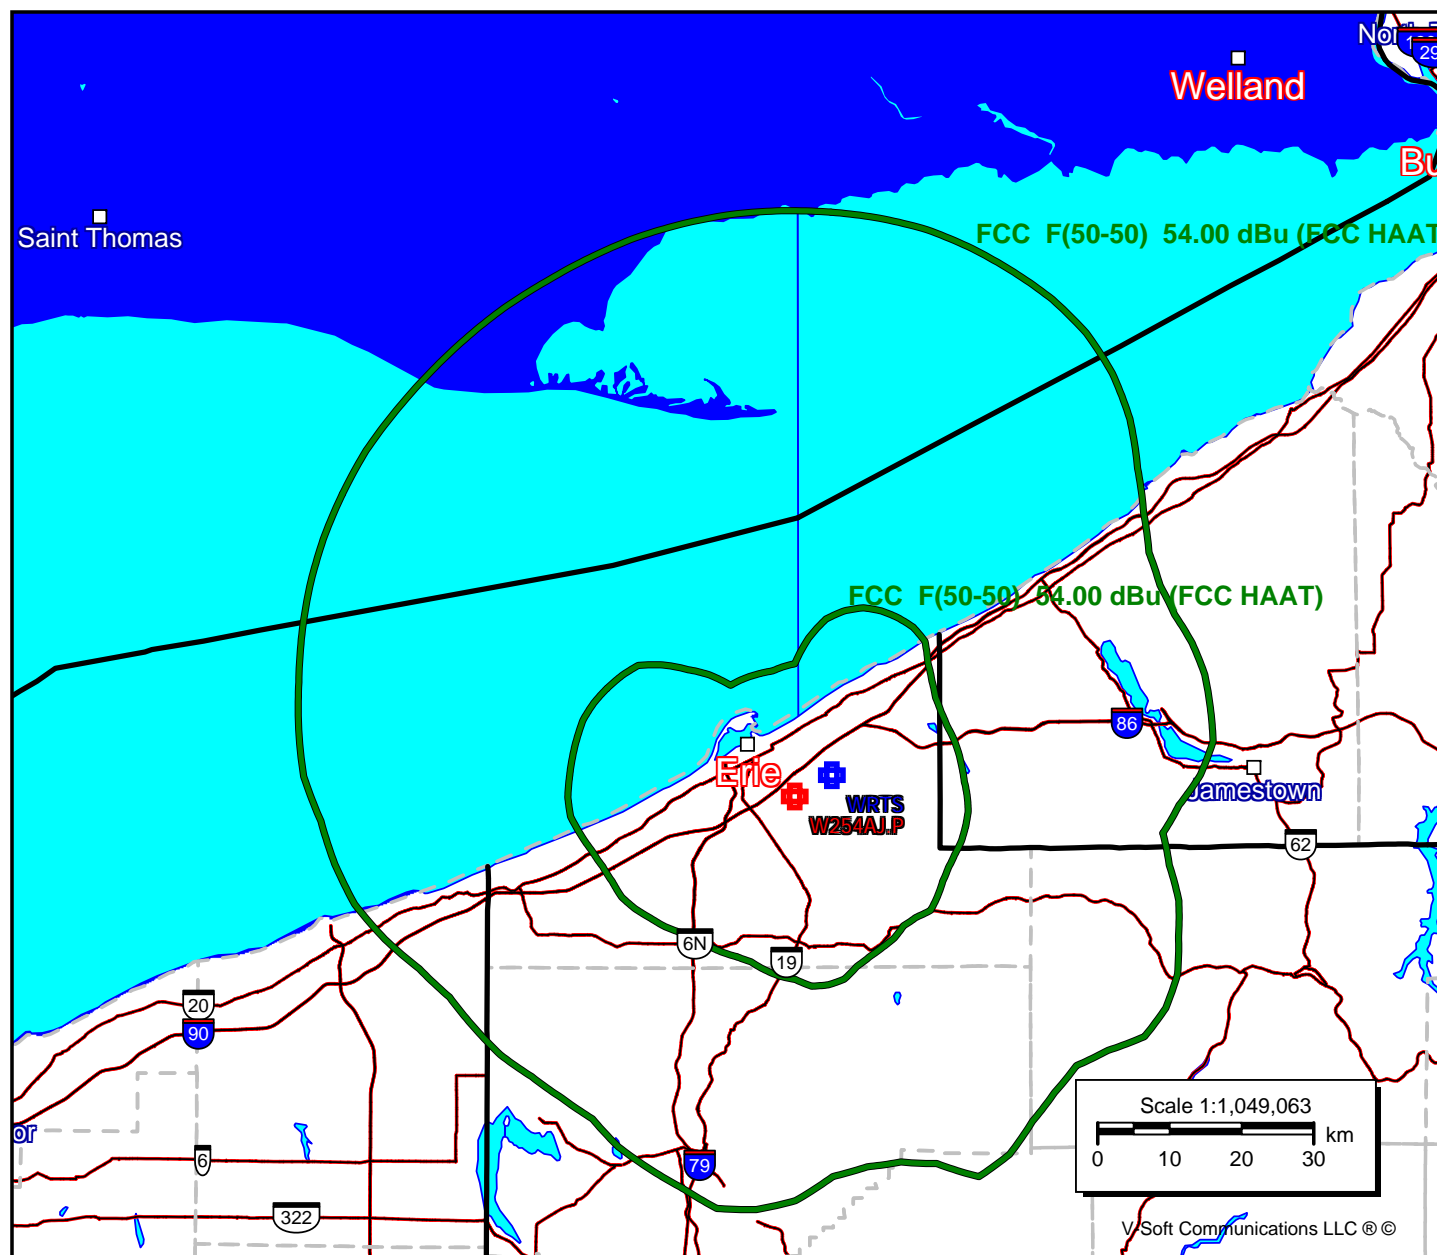 Welland
29
Saint Thomas
FCC F(50-50) 54.00 dBu (FCC HAAT
FCC F(50-50) 54.00 dBu (FCC HAAT)
86
Erie
WRTS
W254AJ.P
Jamestown
62
6N
19
20
90
Scale 1:1,049,063
km
0 10 20 30
or
6
79
322
V-Soft Communications LLC ® ©